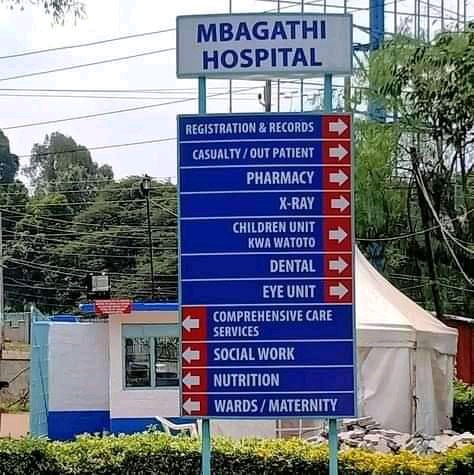 MBAGATHI
HOSPITAL
REGISTRATION & RECORDS
CASUALTY / OUT PATIENT
PHARMACY
X-RAY
CHILDREN UNIT
KWA WATOTO
DENTAL
EYE UNIT
COMPREHENSIVE CARE
SERVICES
SOCIAL WORK
NUTRITION
WARDS / MATERNITY